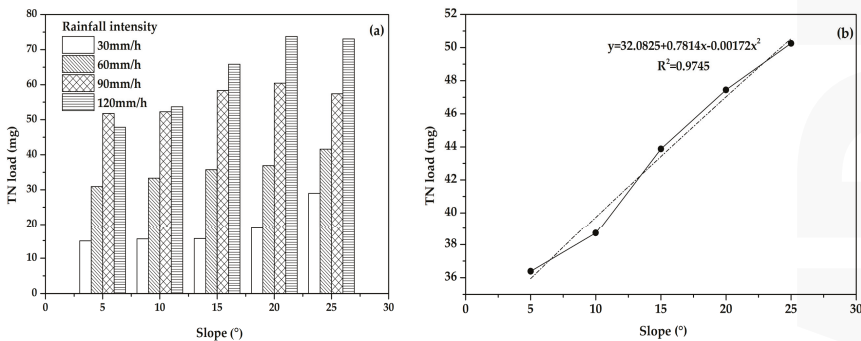 Rainfall intensity
30mm/h
60mm/h
90mm/h
120mm/h
(a)
TN load (mg)
80
70
60
50
40
30
20
10
0
0 5 10 15 20 25 30
Slope (°)
(b)
y=32.0825+0.7814x-0.00172x²
R²=0.9745
TN load (mg)
52
50
48
46
44
42
40
38
36
0 5 10 15 20 25 30
Slope (°)